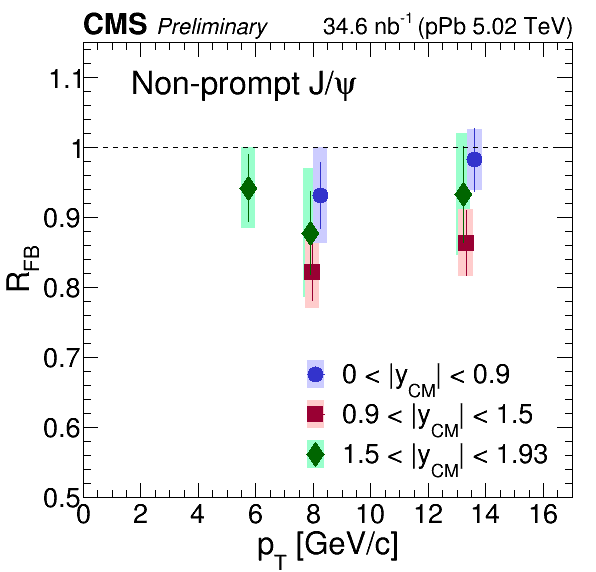 CMS Preliminary 34.6 nb⁻¹ (pPb 5.02 TeV)
Non-prompt J/ψ
R_FB
1.1
1
0.9
0.8
0.7
0.6
0.5
0 < |y_CM| < 0.9
0.9 < |y_CM| < 1.5
1.5 < |y_CM| < 1.93
0 2 4 6 8 10 12 14 16
p_T [GeV/c]